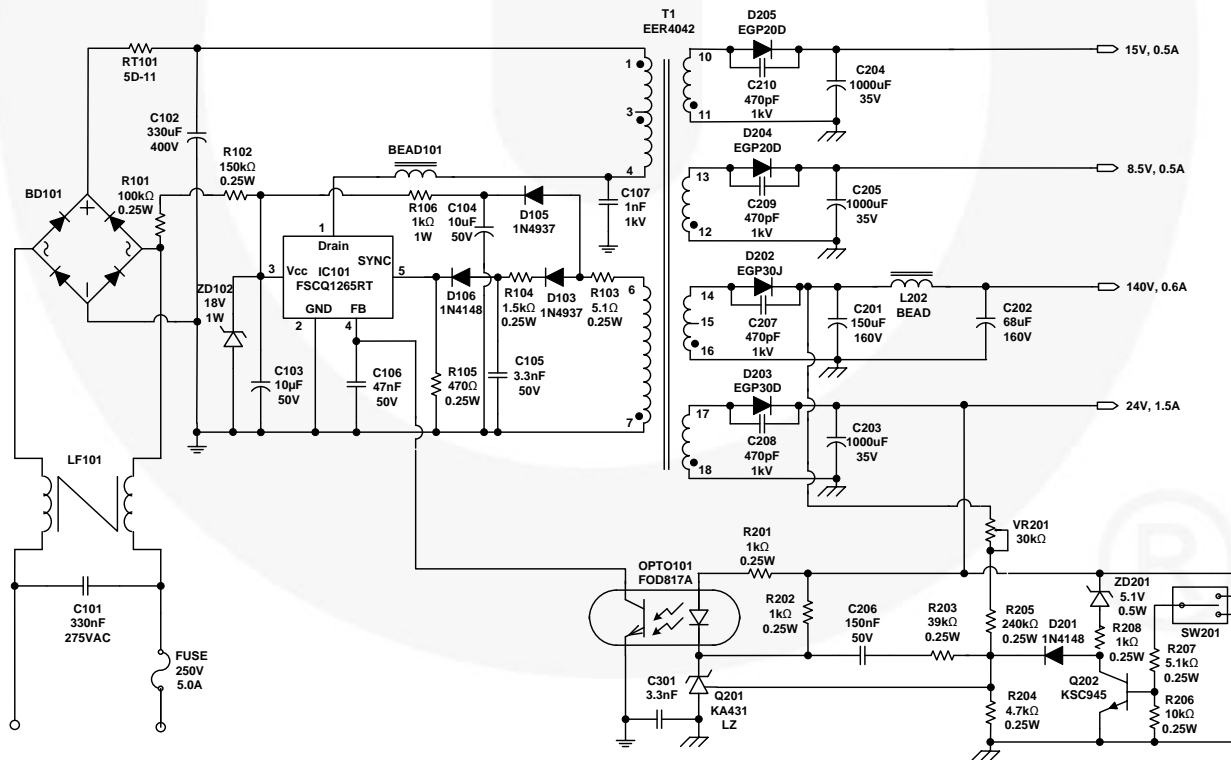 T1
EER4042
RT101
5D-11
C102
330uF
400V
R102
150kΩ
0.25W
R101
100kΩ
0.25W
BD101
BEAD101
R106
1kΩ
1W
C104
10uF
50V
D105
1N4937
C107
1nF
1kV
1
3
4
1
Drain
SYNC
3
Vcc
IC101
FSCQ1265RT
5
GND
FB
2
4
ZD102
18V
1W
D106
1N4148
R104
1.5kΩ
0.25W
D103
1N4937
R103
5.1Ω
0.25W
6
7
C103
10µF
50V
C106
47nF
50V
R105
470Ω
0.25W
C105
3.3nF
50V
LF101
C101
330nF
275VAC
FUSE
250V
5.0A
D205
EGP20D
10
11
C210
470pF
1kV
C204
1000uF
35V
15V, 0.5A
D204
EGP20D
13
12
C209
470pF
1kV
C205
1000uF
35V
8.5V, 0.5A
D202
EGP30J
14
15
16
C207
470pF
1kV
C201
150uF
160V
L202
BEAD
C202
68uF
160V
140V, 0.6A
D203
EGP30D
17
18
C208
470pF
1kV
C203
1000uF
35V
24V, 1.5A
VR201
30kΩ
OPTO101
FOD817A
R201
1kΩ
0.25W
R202
1kΩ
0.25W
C206
150nF
50V
R203
39kΩ
0.25W
R205
240kΩ
0.25W
D201
1N4148
ZD201
5.1V
0.5W
R208
1kΩ
0.25W
SW201
R207
5.1kΩ
0.25W
C301
3.3nF
Q201
KA431
LZ
R204
4.7kΩ
0.25W
Q202
KSC945
R206
10kΩ
0.25W
R